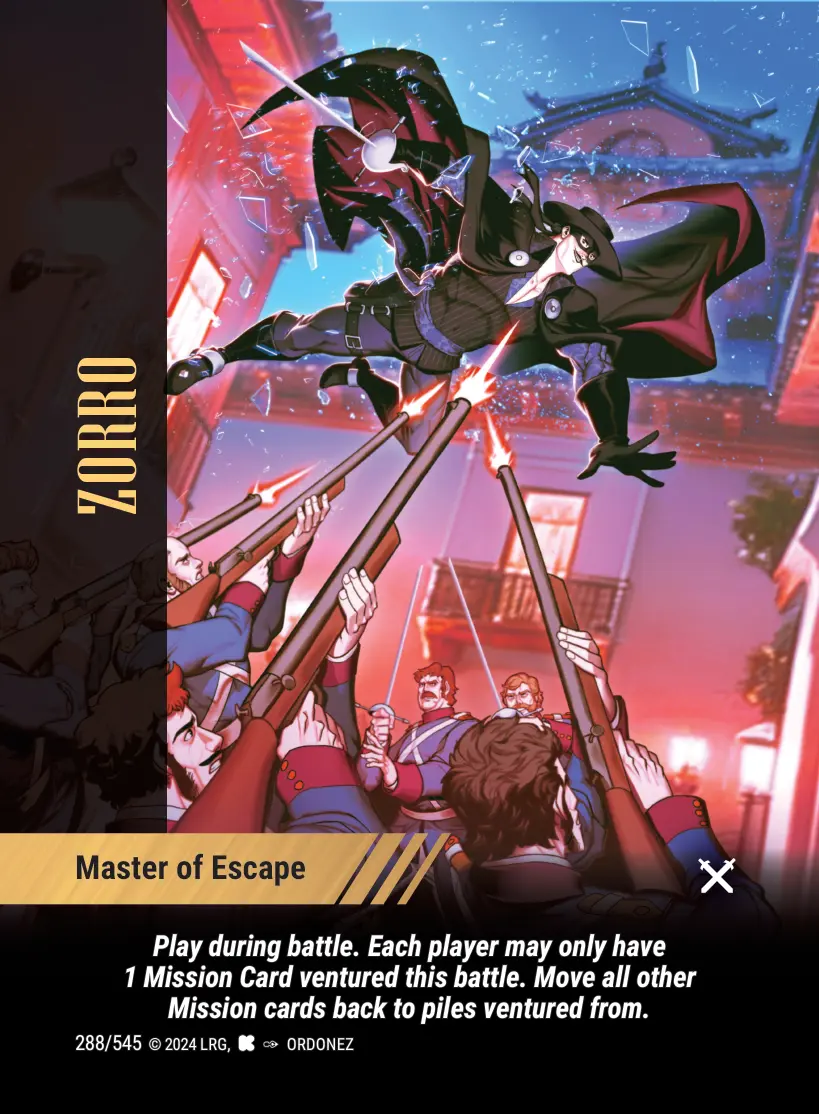 ZORRO
Master of Escape
Play during battle. Each player may only have
1 Mission Card ventured this battle. Move all other
Mission cards back to piles ventured from.
288/545 © 2024 LRG, ORDONEZ